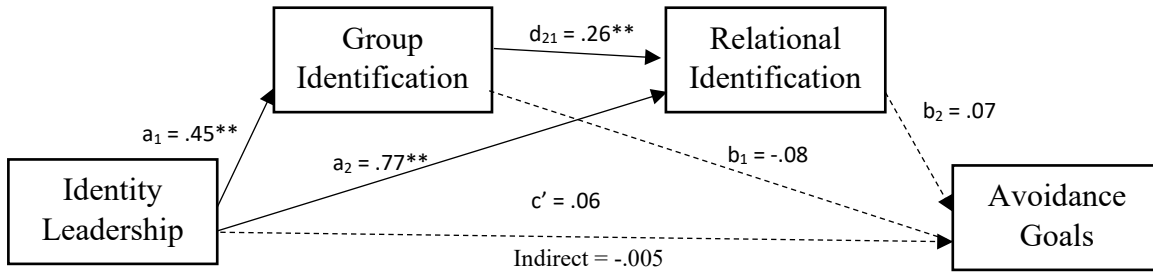 Group
Identification
d₂₁ = .26**
Relational
Identification
a₁ = .45**
a₂ = .77**
b₁ = -.08
b₂ = .07
Identity
Leadership
c’ = .06
Indirect = -.005
Avoidance
Goals